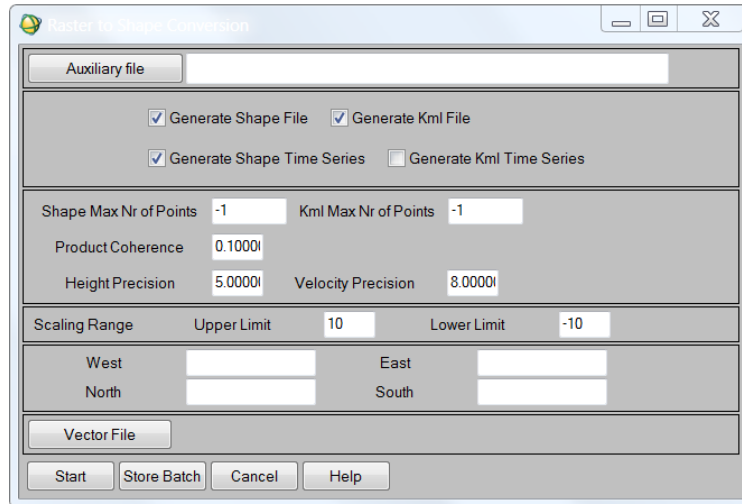 Raster to Shape Conversion
Auxiliary file
Generate Shape File Generate Kml File
Generate Shape Time Series Generate Kml Time Series
Shape Max Nr of Points -1 Kml Max Nr of Points -1
Product Coherence 0.1000
Height Precision 5.0000 Velocity Precision 8.0000
Scaling Range Upper Limit 10 Lower Limit -10
West East
North South
Vector File
Start Store Batch Cancel Help